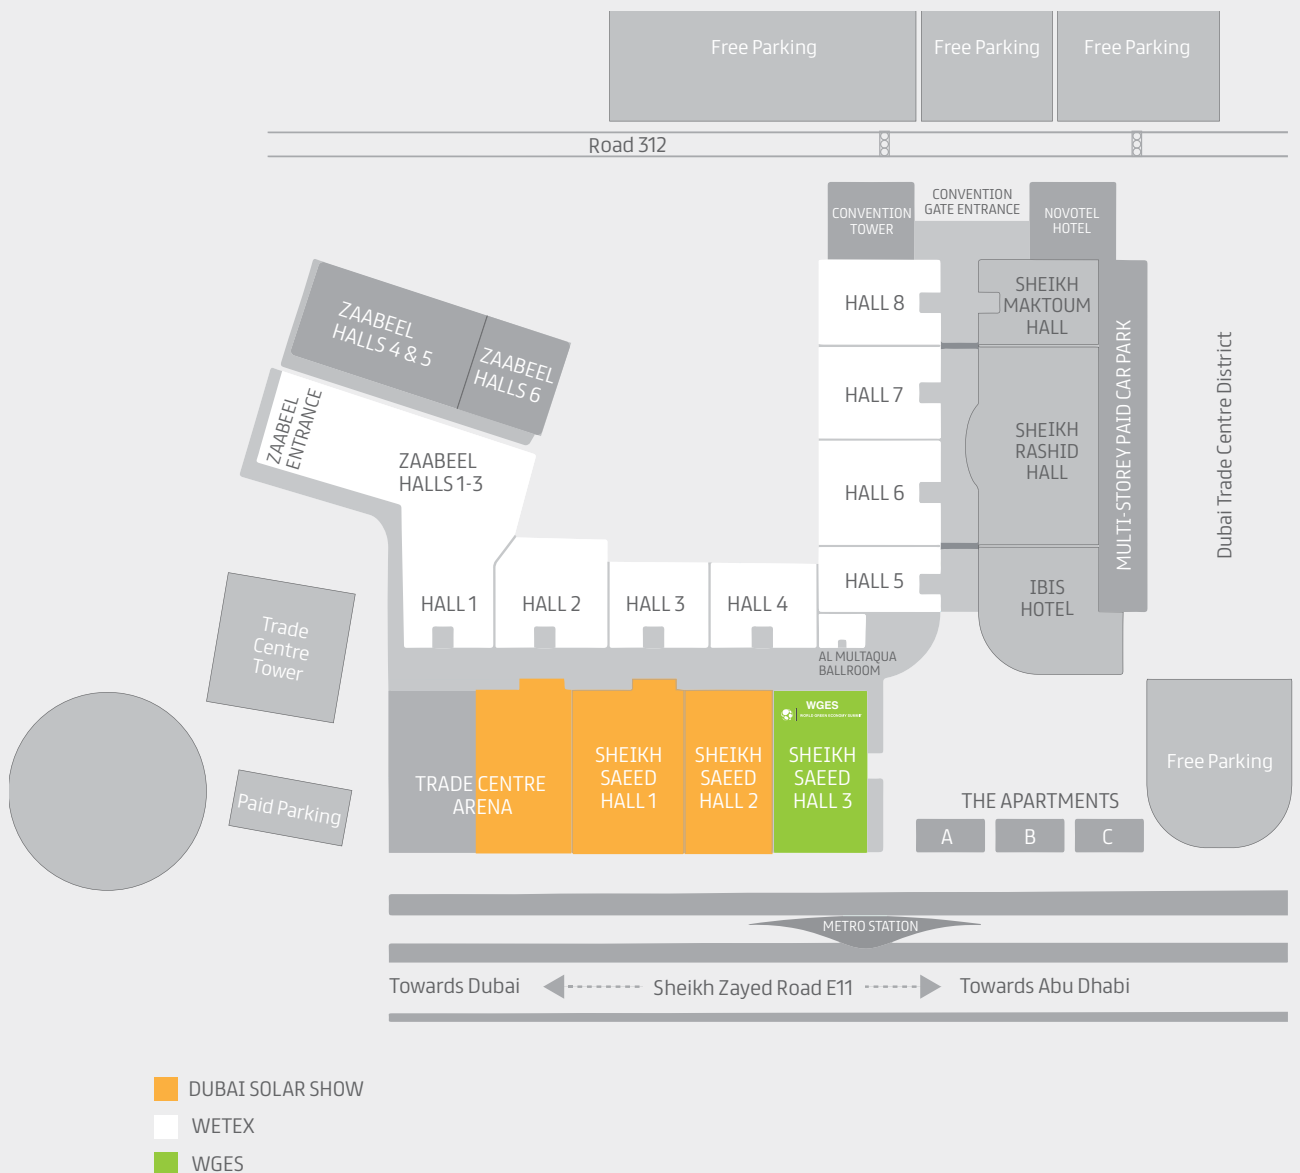 Free Parking
Free Parking
Free Parking
Road 312
CONVENTION
TOWER
CONVENTION
GATE ENTRANCE
NOVOTEL
HOTEL
ZAABEEL
HALLS 4 & 5
ZAABEEL
HALLS 6
ZAABEEL
ENTRANCE
ZAABEEL
HALLS 1-3
HALL 8
HALL 7
HALL 6
HALL 5
SHEIKH
MAKTOUM
HALL
SHEIKH
RASHID
HALL
IBIS
HOTEL
MULTI-STOREY PAID CAR PARK
Dubai Trade Centre District
HALL 1
HALL 2
HALL 3
HALL 4
AL MULTAQUA
BALLROOM
Trade
Centre
Tower
Paid Parking
TRADE CENTRE
ARENA
SHEIKH
SAEED
HALL 1
SHEIKH
SAEED
HALL 2
WGES
WORLD GREEN ECONOMY SUMMIT
SHEIKH
SAEED
HALL 3
Free Parking
THE APARTMENTS
A
B
C
METRO STATION
Towards Dubai
Sheikh Zayed Road E11
Towards Abu Dhabi
DUBAI SOLAR SHOW
WETEX
WGES